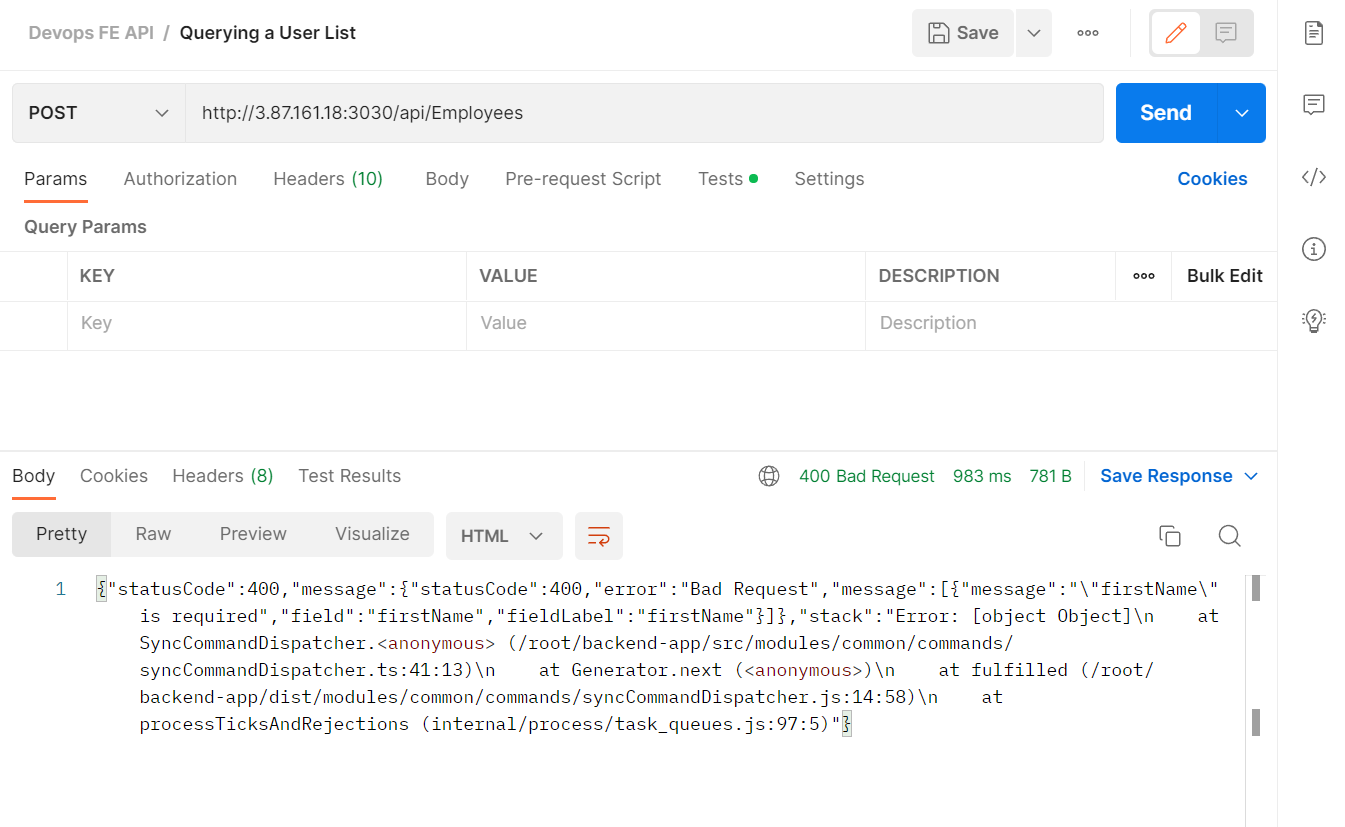 Devops FE API / Querying a User List
Save
POST
http://3.87.161.18:3030/api/Employees
Send
Params Authorization Headers (10) Body Pre-request Script Tests Settings Cookies
Query Params
KEY VALUE DESCRIPTION Bulk Edit
Key Value Description
Body Cookies Headers (8) Test Results 400 Bad Request 983 ms 781 B Save Response
Pretty Raw Preview Visualize HTML
1 {"statusCode":400,"message":{"statusCode":400,"error":"Bad Request","message":[{"message":"\"firstName\"
is required","field":"firstName","fieldLabel":"firstName"}]},"stack":"Error: [object Object]\n    at
SyncCommandDispatcher.<anonymous> (/root/backend-app/src/modules/common/commands/
syncCommandDispatcher.ts:41:13)\n    at Generator.next (<anonymous>)\n    at fulfilled (/root/
backend-app/dist/modules/common/commands/syncCommandDispatcher.js:14:58)\n    at
processTicksAndRejections (internal/process/task_queues.js:97:5)"}